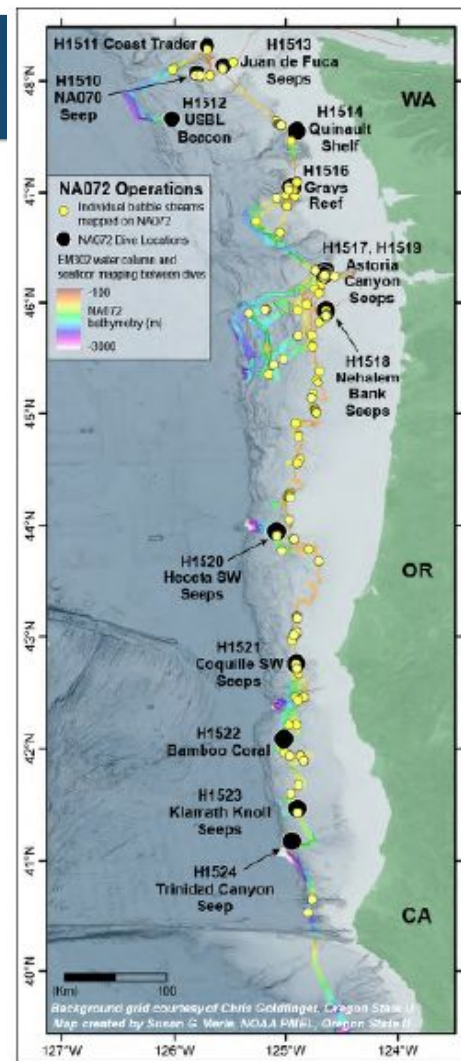 H1511 Coast Trader
H1513
Juan de Fuca
Seeps
H1510
NA070
Seep
H1512
USBL
Beacon
WA
H1514
Quinault
Shelf
H1516
Grays
Reef
NA072 Operations
Individual bubble streams
mapped on NA072
NA072 Dive Locations
EM302 water column and
seafloor mapping between dives
-100
NA072
bathymetry (m)
-3000
H1517, H1519
Astoria
Canyon
Seeps
H1518
Nehalem
Bank
Seeps
H1520
Heceta SW
Seeps
OR
H1521
Coquille SW
Seeps
H1522
Bamboo Coral
H1523
Klamath Knoll
Seeps
H1524
Trinidad Canyon
Seep
CA
48°N
47°N
46°N
45°N
44°N
43°N
42°N
41°N
40°N
0
100
(Km)
Background grid courtesy of Chris Goldfinger, Oregon State U
Map created by Susan G. Merle, NOAA PMEL, Oregon State U
127°W
126°W
125°W
124°W